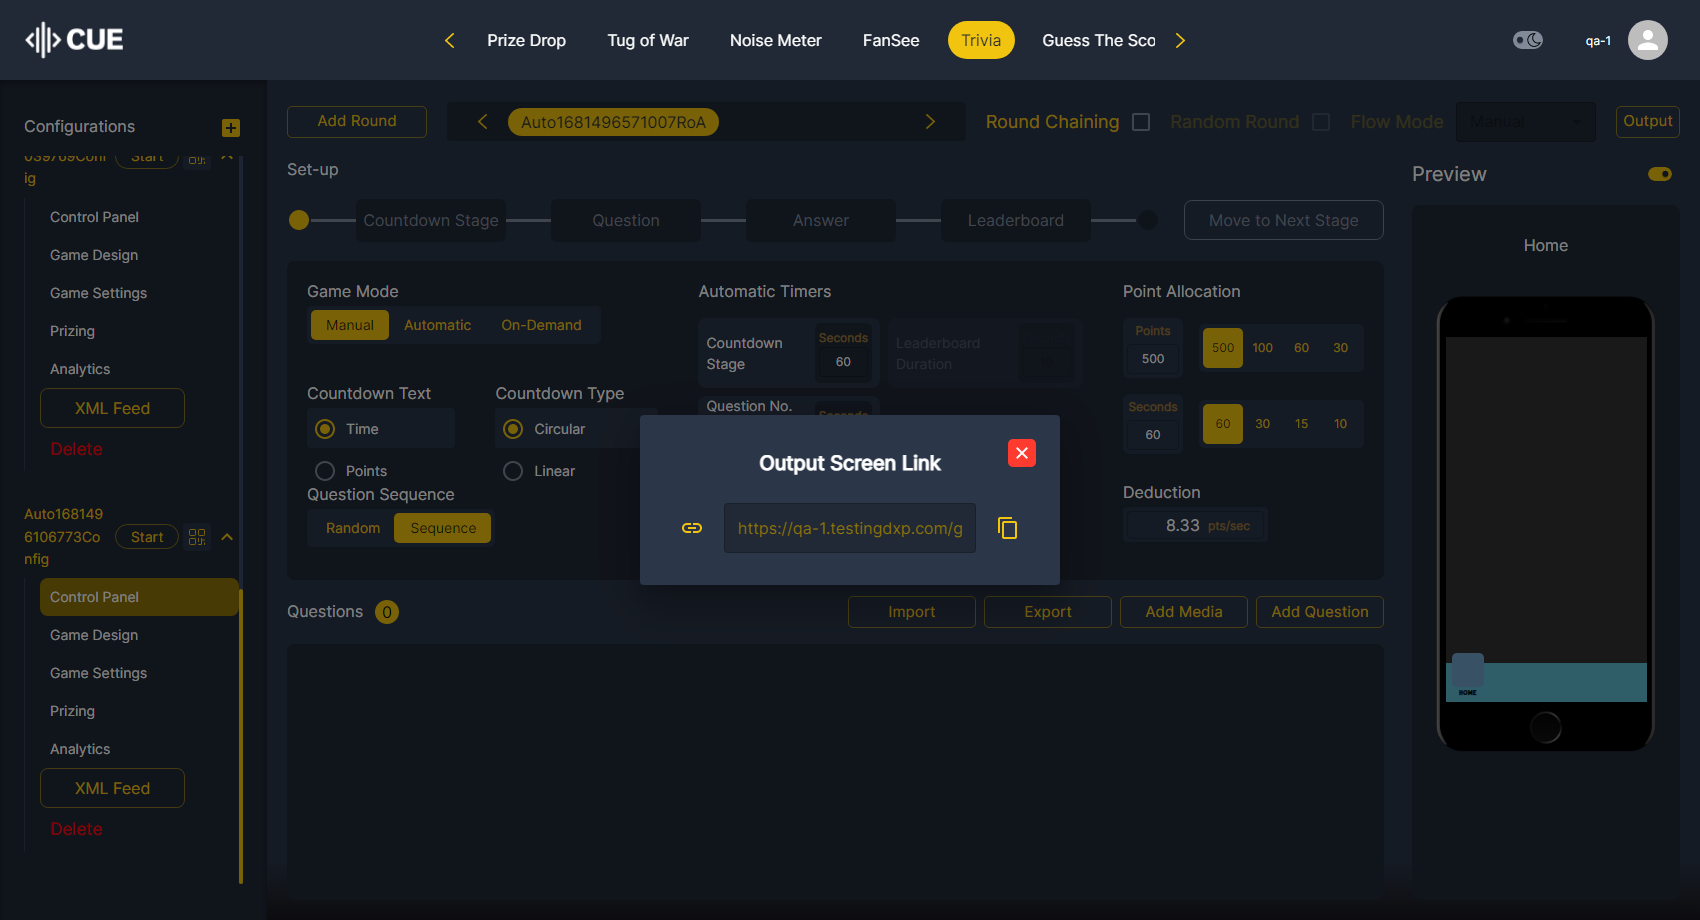 CUE
Prize Drop
Tug of War
Noise Meter
FanSee
Trivia
Guess The Sco
qa-1
Configurations
039769Conf
ig
Start
Control Panel
Game Design
Game Settings
Prizing
Analytics
XML Feed
Delete
Auto168149
6106773Co
nfig
Start
Control Panel
Game Design
Game Settings
Prizing
Analytics
XML Feed
Delete
Add Round
Auto1681496571007RoA
Round Chaining
Random Round
Flow Mode
Manual
Output
Set-up
Countdown Stage
Question
Answer
Leaderboard
Move to Next Stage
Game Mode
Manual
Automatic
On-Demand
Countdown Text
Time
Points
Countdown Type
Circular
Linear
Question Sequence
Random
Sequence
Automatic Timers
Countdown
Stage
Seconds
60
Leaderboard
Duration
Question No.
Seconds
Point Allocation
Points
500
500
100
60
30
Seconds
60
60
30
15
10
Deduction
8.33 pts/sec
Output Screen Link
https://qa-1.testingdxp.com/g
Questions
0
Import
Export
Add Media
Add Question
Preview
Home
HOME